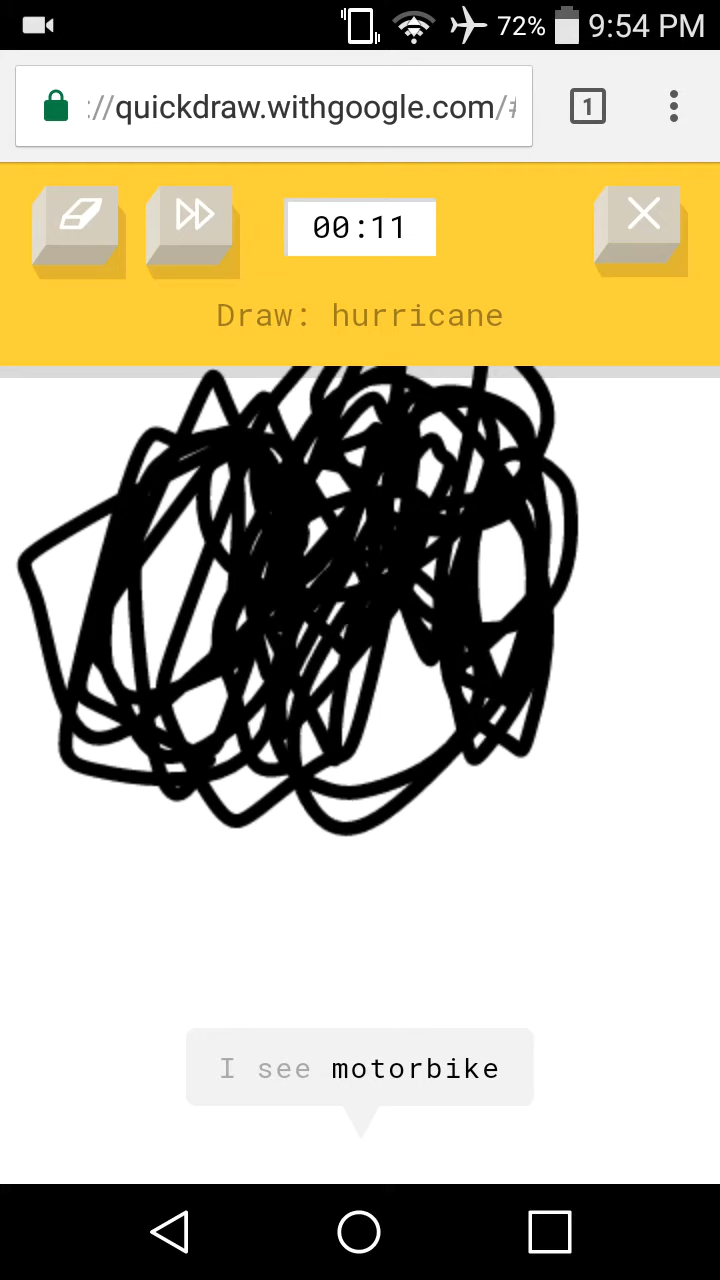 72% 9:54 PM
://quickdraw.withgoogle.com/# 1
00:11
Draw: hurricane
I see motorbike